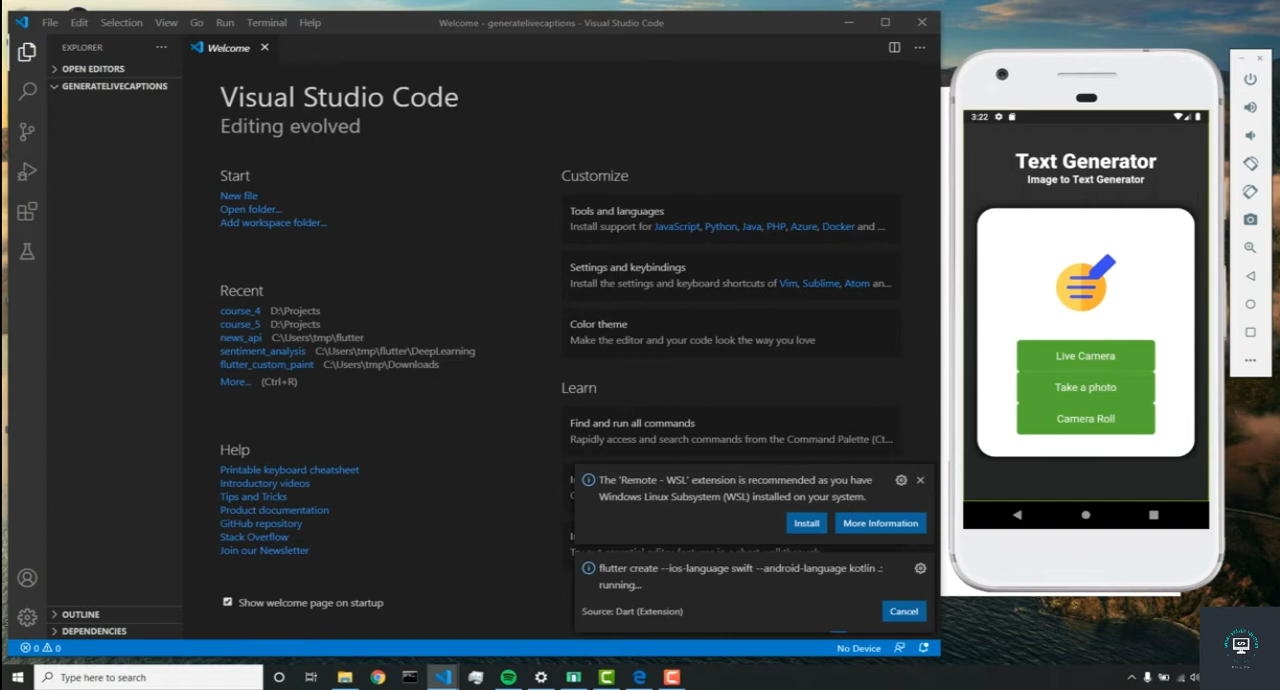 File Edit Selection View Go Run Terminal Help
Welcome - generatelivecaptions - Visual Studio Code
EXPLORER
OPEN EDITORS
GENERATELIVECAPTIONS
OUTLINE
DEPENDENCIES
Welcome
Visual Studio Code
Editing evolved
Start
New file
Open folder...
Add workspace folder...
Recent
course_4 D:\Projects
course_5 D:\Projects
news_api C:\Users\tmp\flutter
sentiment_analysis C:\Users\tmp\flutter\DeepLearning
flutter_custom_paint C:\Users\tmp\Downloads
More... (Ctrl+R)
Help
Printable keyboard cheatsheet
Introductory videos
Tips and Tricks
Product documentation
GitHub repository
Stack Overflow
Join our Newsletter
Show welcome page on startup
Customize
Tools and languages
Install support for JavaScript, Python, Java, PHP, Azure, Docker and ...
Settings and keybindings
Install the settings and keyboard shortcuts of Vim, Sublime, Atom an...
Color theme
Make the editor and your code look the way you love
Learn
Find and run all commands
Rapidly access and search commands from the Command Palette (Ct...
The 'Remote - WSL' extension is recommended as you have
Windows Linux Subsystem (WSL) installed on your system.
Install More Information
flutter create --ios-language swift --android-language kotlin .:
running...
Source: Dart (Extension)
Cancel
0 0
No Device
3:22
Text Generator
Image to Text Generator
Live Camera
Take a photo
Camera Roll
Type here to search